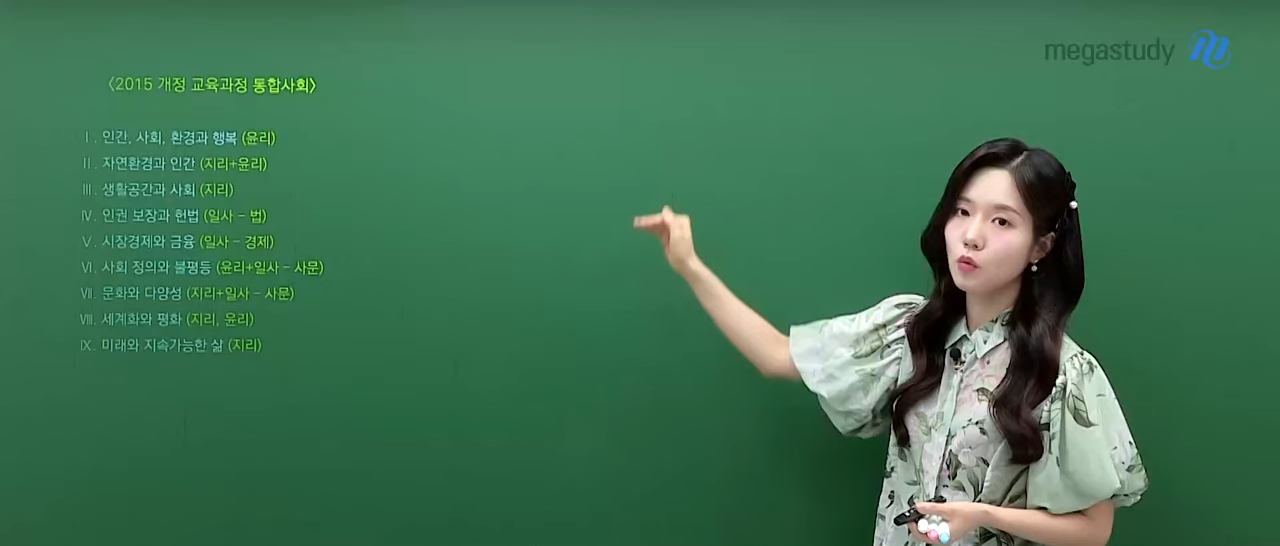 megastudy
〈2015 개정 교육과정 통합사회〉
Ⅰ. 인간, 사회, 환경과 행복 (윤리)
Ⅱ. 자연환경과 인간 (지리+윤리)
Ⅲ. 생활공간과 사회 (지리)
Ⅳ. 인권 보장과 헌법 (일사 - 법)
Ⅴ. 시장경제와 금융 (일사 - 경제)
Ⅵ. 사회 정의와 불평등 (윤리+일사 - 사문)
Ⅶ. 문화와 다양성 (지리+일사 - 사문)
Ⅷ. 세계화와 평화 (지리, 윤리)
Ⅸ. 미래와 지속가능한 삶 (지리)